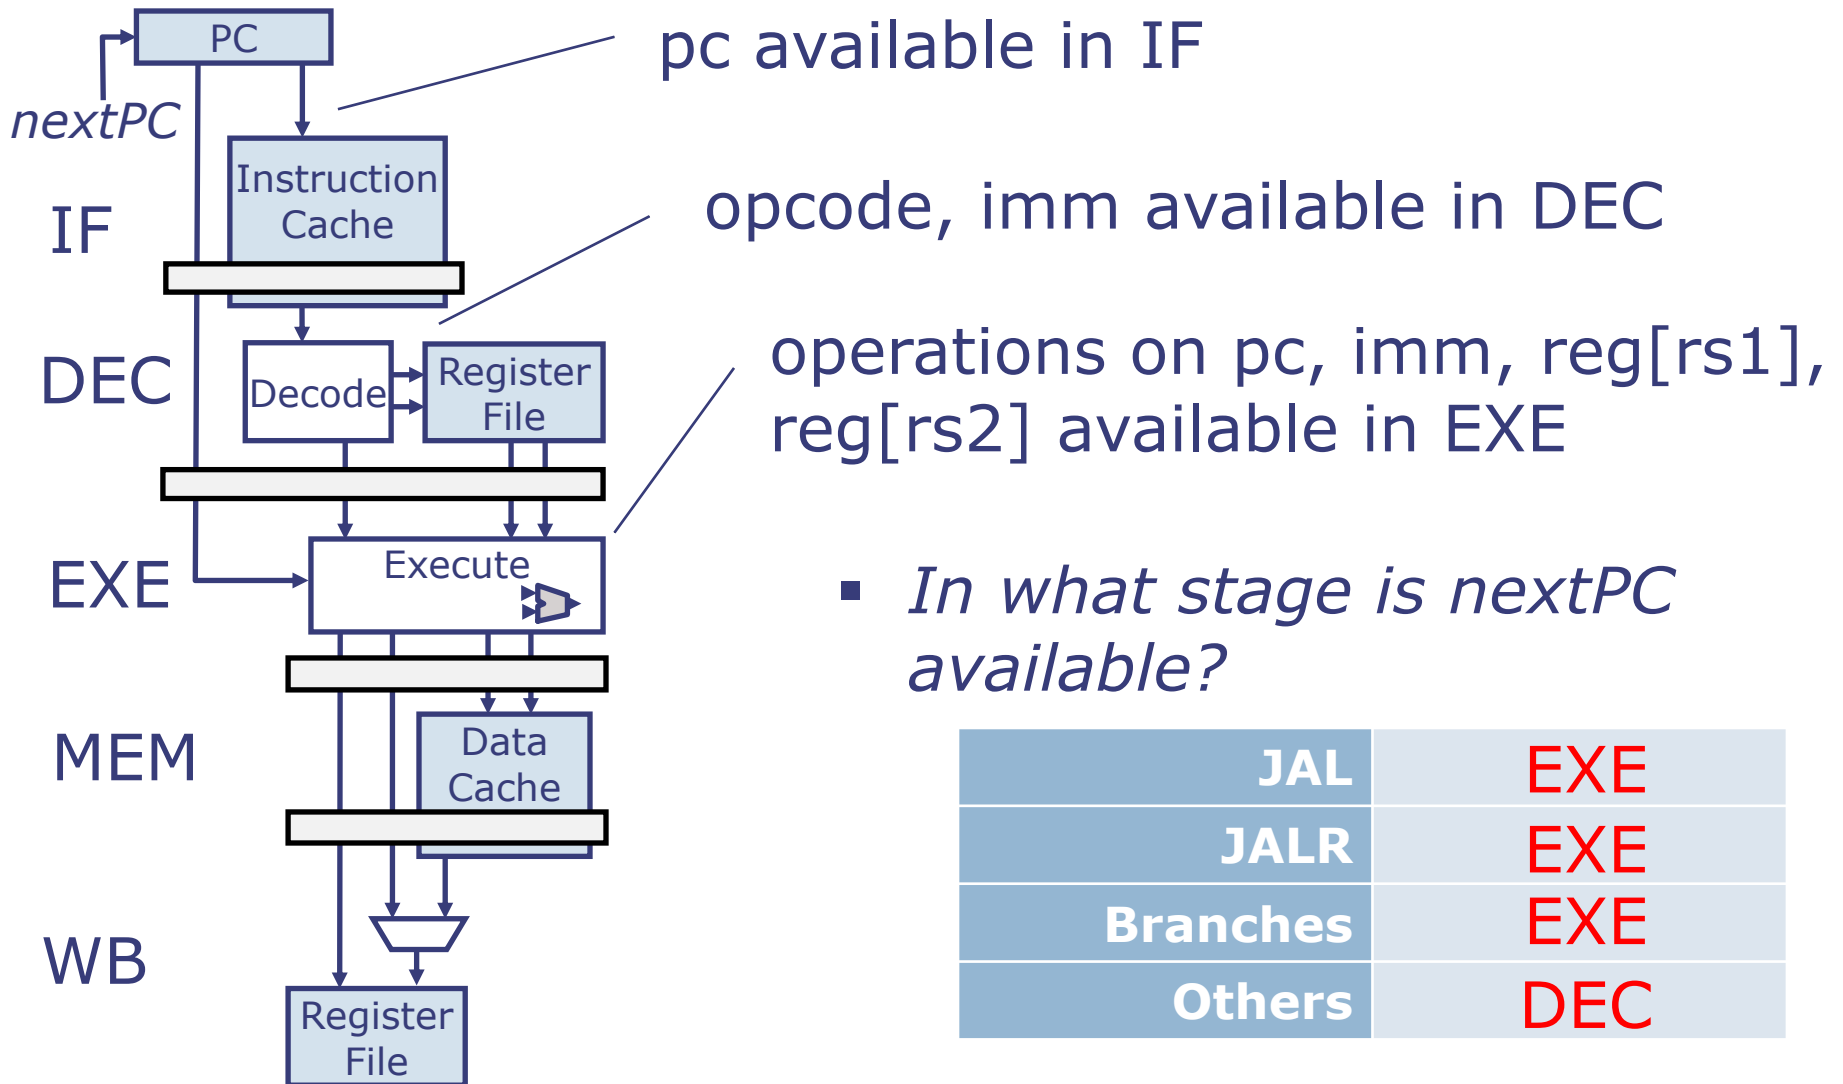 PC
nextPC
pc available in IF
Instruction
Cache
IF
opcode, imm available in DEC
DEC
Decode
Register
File
operations on pc, imm, reg[rs1],
reg[rs2] available in EXE
EXE
Execute
▪ In what stage is nextPC
available?
MEM
Data
Cache
JAL EXE
JALR EXE
Branches EXE
Others DEC
WB
Register
File